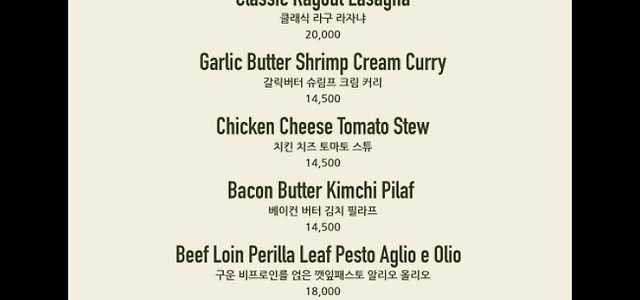 Classic Ragout Lasagna
클래식 라구 라자냐
20,000
Garlic Butter Shrimp Cream Curry
갈릭버터 슈림프 크림 커리
14,500
Chicken Cheese Tomato Stew
치킨 치즈 토마토 스튜
14,500
Bacon Butter Kimchi Pilaf
베이컨 버터 김치 필라프
14,500
Beef Loin Perilla Leaf Pesto Aglio e Olio
구운 비프로인를 얹은 깻잎페스토 알리오 올리오
18,000